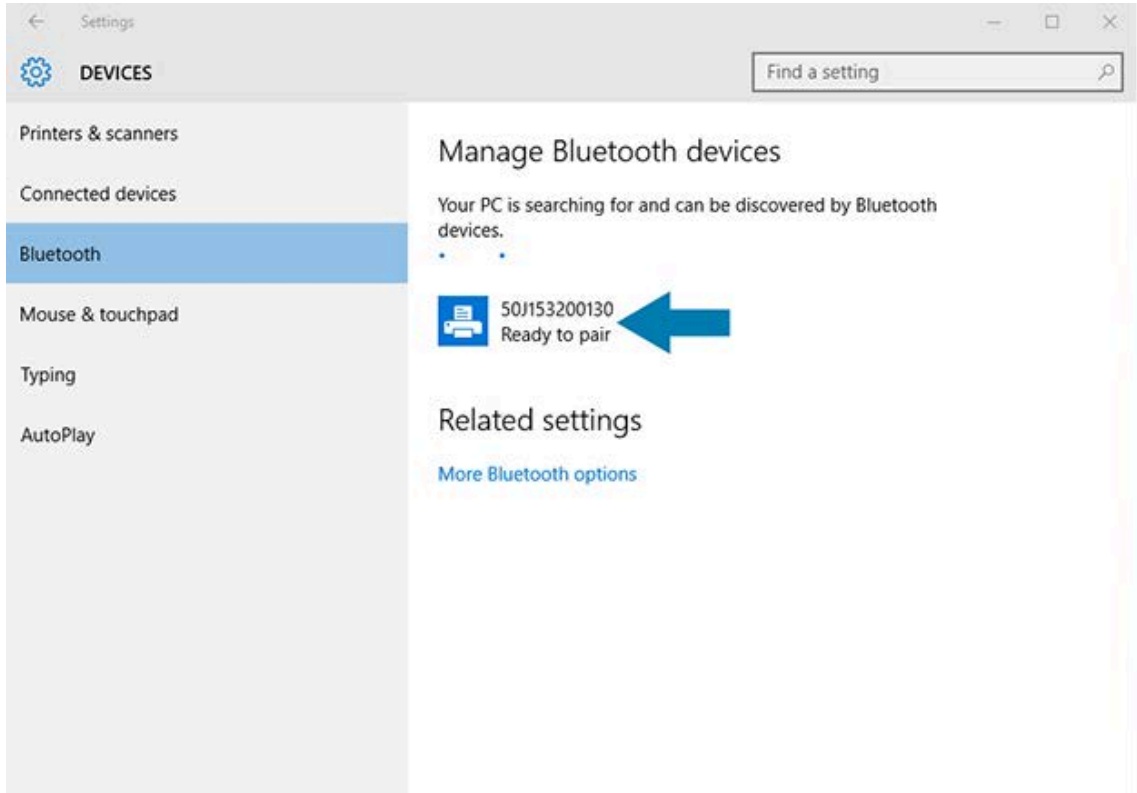 Settings
DEVICES
Find a setting
Printers & scanners
Connected devices
Bluetooth
Mouse & touchpad
Typing
AutoPlay
Manage Bluetooth devices
Your PC is searching for and can be discovered by Bluetooth
devices.
50J153200130
Ready to pair
Related settings
More Bluetooth options